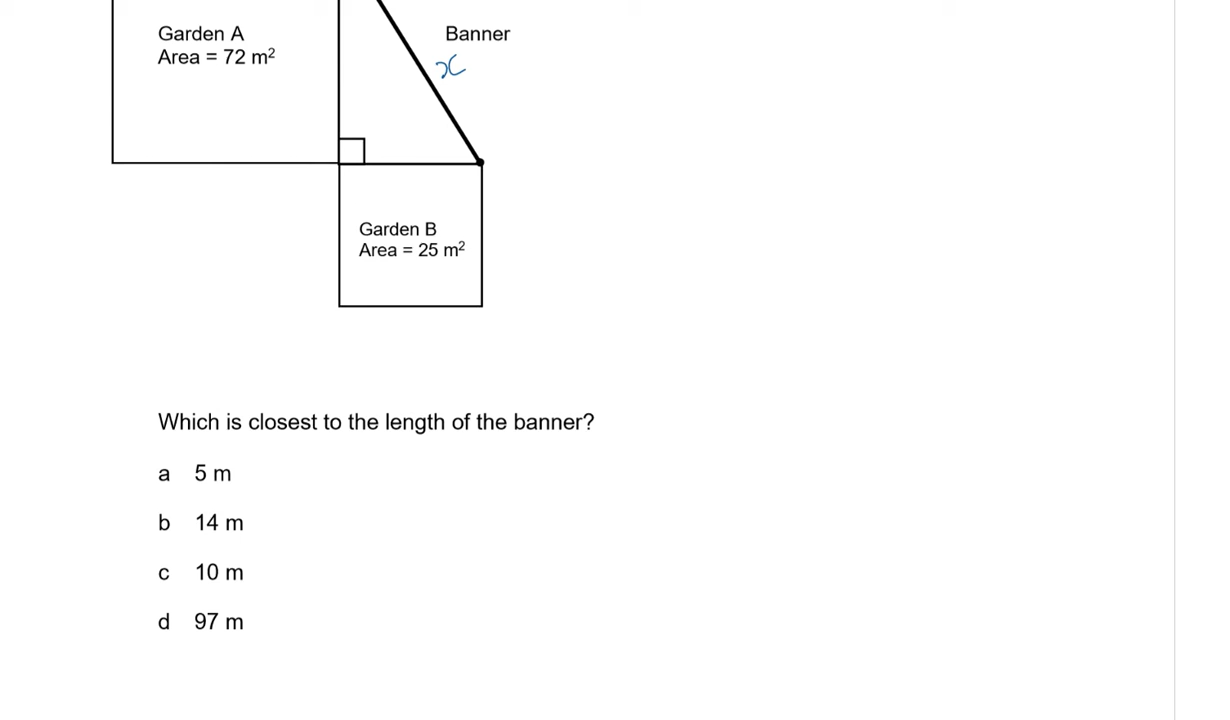 Garden A
Area = 72 m²
Banner
x
Garden B
Area = 25 m²
Which is closest to the length of the banner?
a 5 m
b 14 m
c 10 m
d 97 m